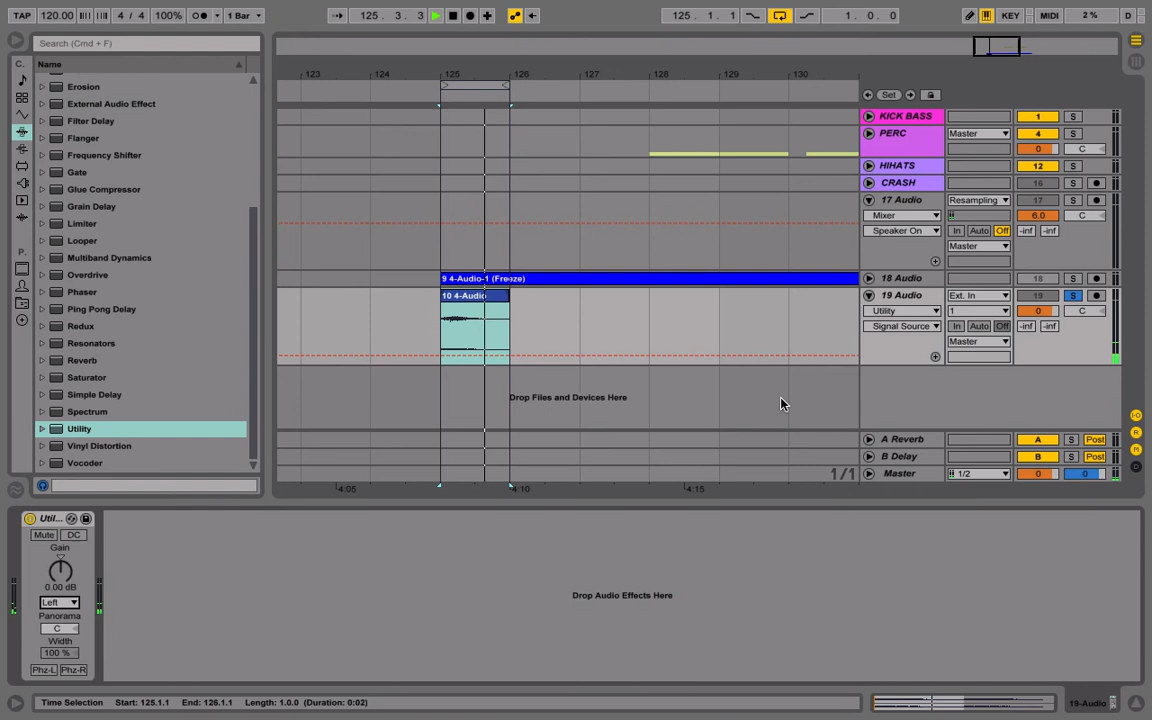 TAP 120.00 4 / 4 100% 1 Bar 125 . 3 . 3 125 . 1 . 1 1 . 0 . 0 KEY MIDI 2 % D
Search (Cmd + F)
C. Name
Erosion
External Audio Effect
Filter Delay
Flanger
Frequency Shifter
Gate
Glue Compressor
Grain Delay
Limiter
Looper
Multiband Dynamics
Overdrive
Phaser
Ping Pong Delay
Redux
Resonators
Reverb
Saturator
Simple Delay
Spectrum
Utility
Vinyl Distortion
Vocoder
P.
123 124 125 126 127 128 129 130
Set
KICK BASS 1 S
PERC Master 4 S
0 C
HIHATS 12 S
CRASH 16 S
17 Audio Resampling 17 S
Mixer 6.0 C
Speaker On In Auto Off -inf -inf
Master
9 4-Audio-1 (Freeze) 18 Audio 18 S
10 4-Audio 19 Audio Ext. In 19 S
Utility 1 0 C
Signal Source In Auto Off -inf -inf
Master
Drop Files and Devices Here
A Reverb A S Post
B Delay B S Post
1/1 Master 1/2 0 0
4:05 4:10 4:15
I-O
R
M
D
Util...
Mute DC
Gain
0.00 dB
Left
Panorama
C
Width
100 %
Phz-L Phz-R
Drop Audio Effects Here
Time Selection Start: 125.1.1 End: 126.1.1 Length: 1.0.0 (Duration: 0:02)
19-Audio